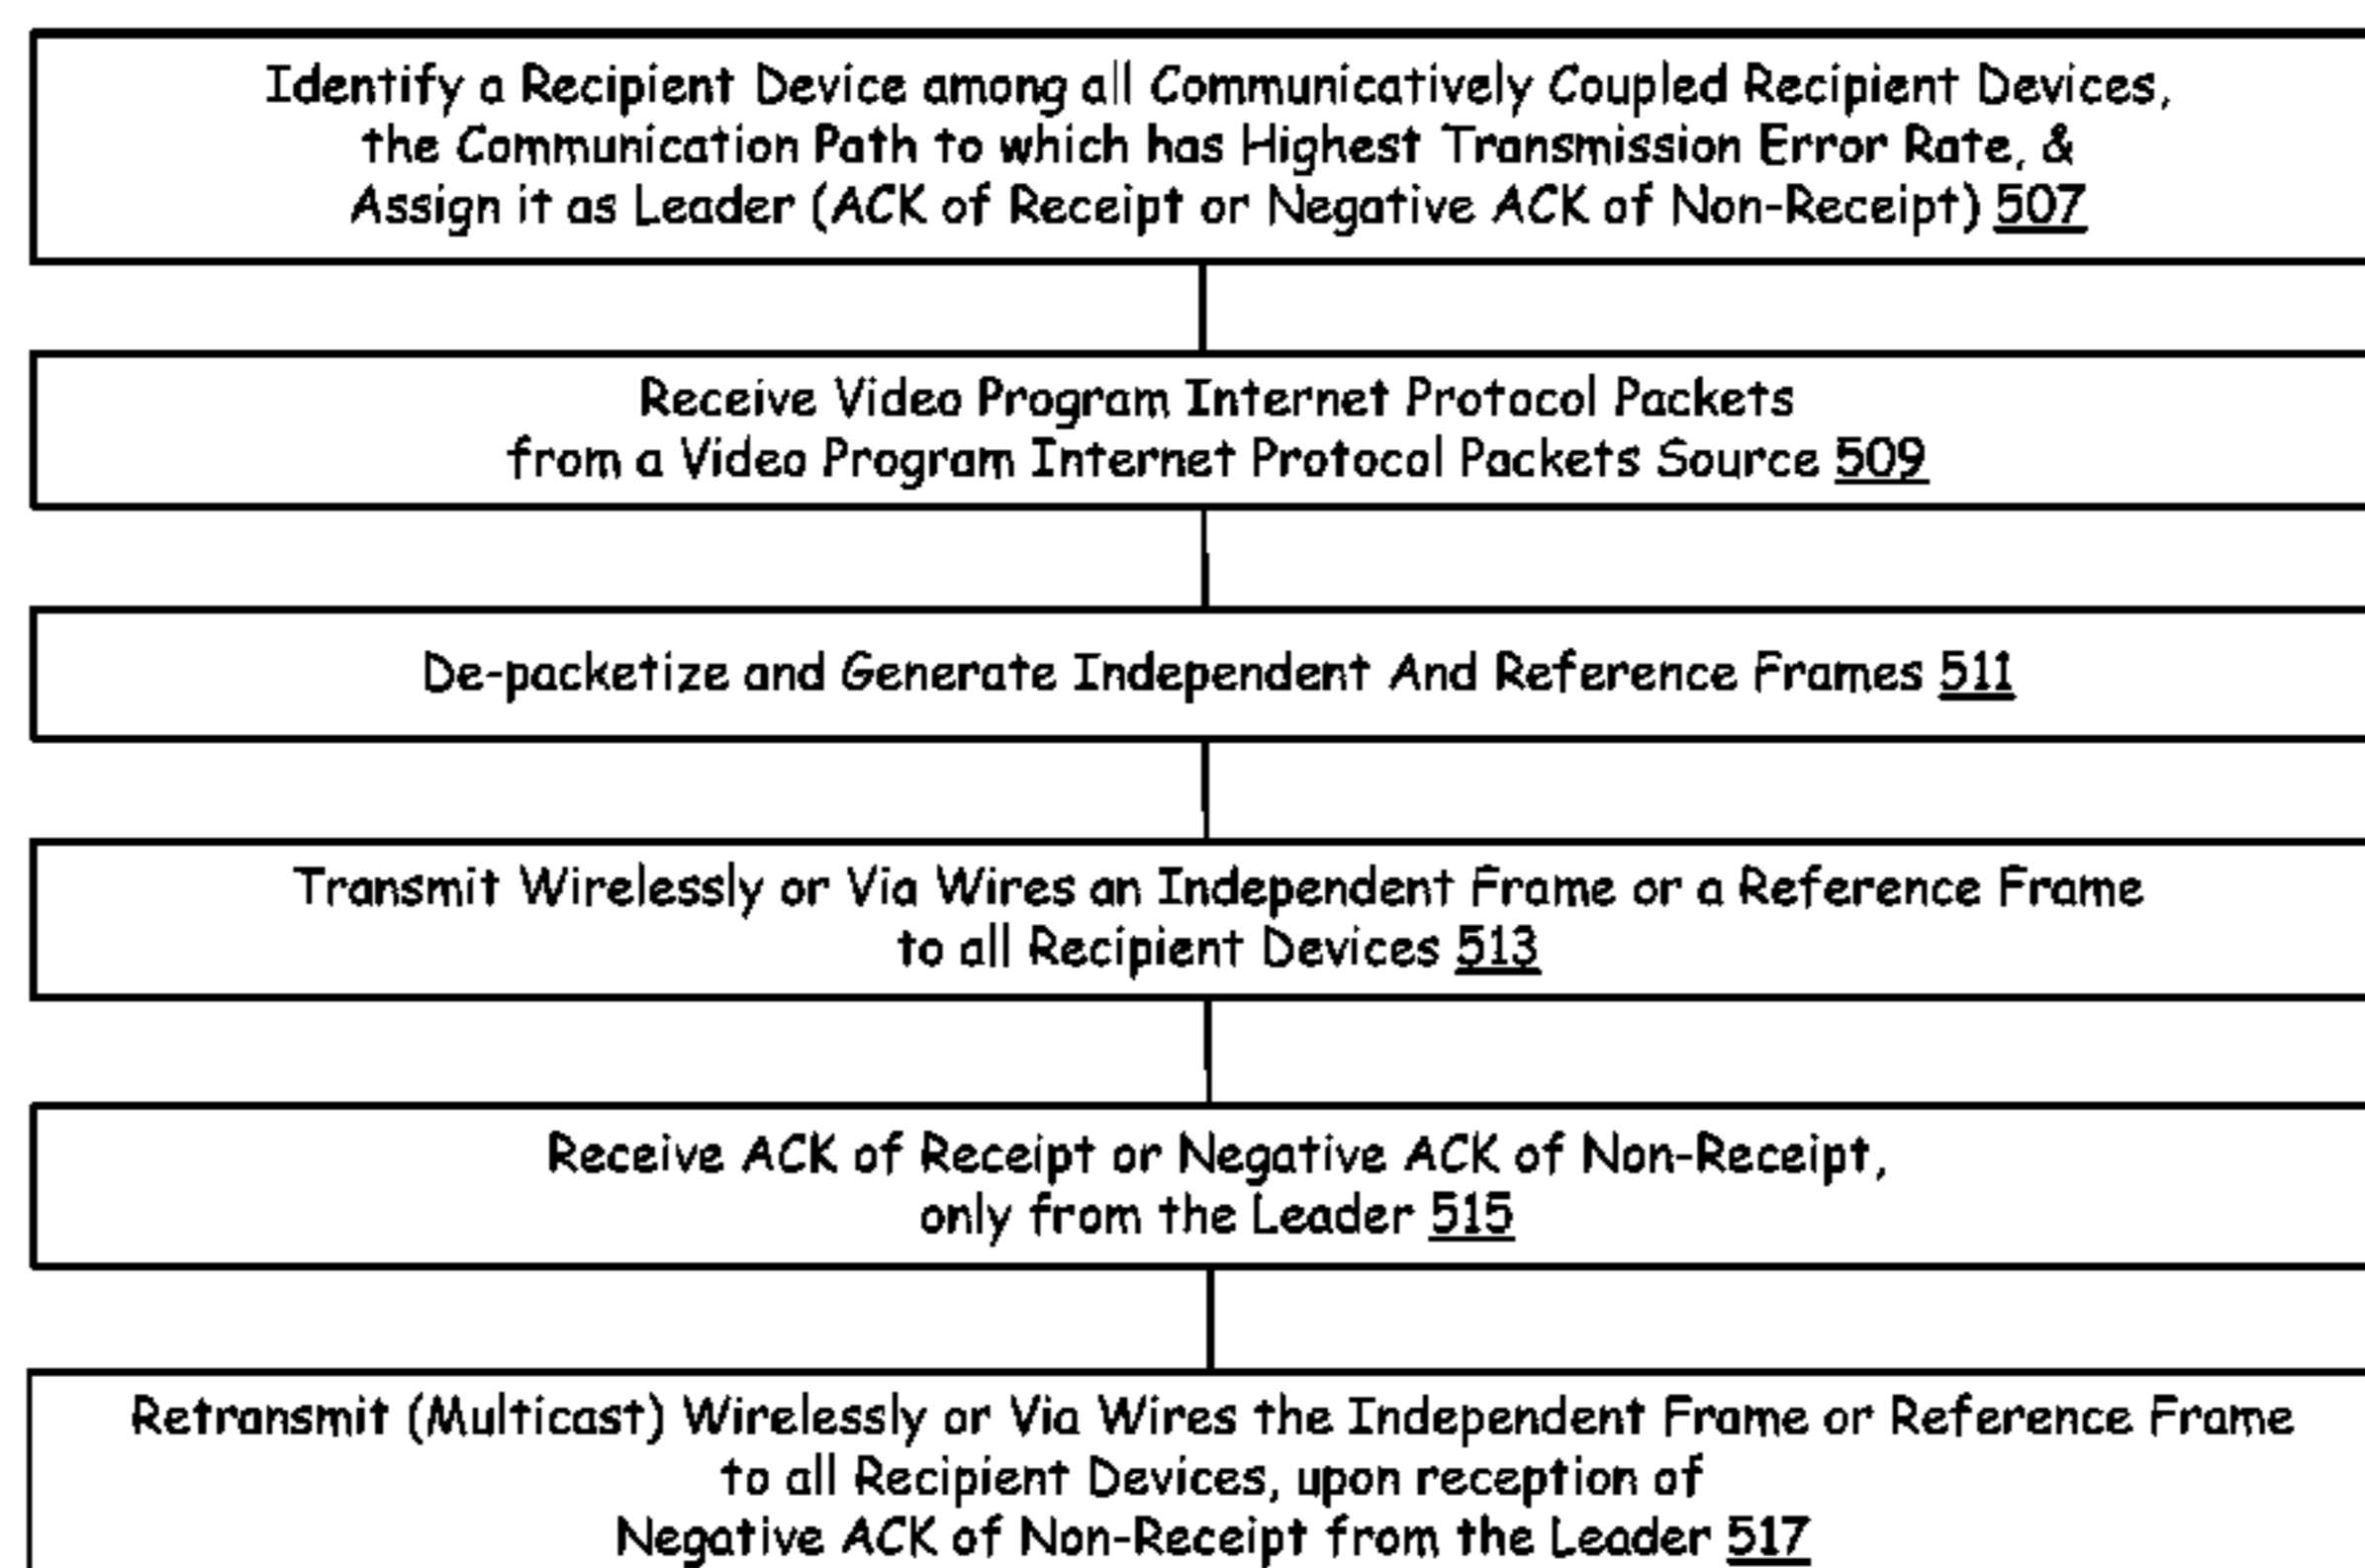 Identify a Recipient Device among all Communicatively Coupled Recipient Devices,
the Communication Path to which has Highest Transmission Error Rate, &
Assign it as Leader (ACK of Receipt or Negative ACK of Non-Receipt) 507
Receive Video Program Internet Protocol Packets
from a Video Program Internet Protocol Packets Source 509
De-packetize and Generate Independent And Reference Frames 511
Transmit Wirelessly or Via Wires an Independent Frame or a Reference Frame
to all Recipient Devices 513
Receive ACK of Receipt or Negative ACK of Non-Receipt,
only from the Leader 515
Retransmit (Multicast) Wirelessly or Via Wires the Independent Frame or Reference Frame
to all Recipient Devices, upon reception of
Negative ACK of Non-Receipt from the Leader 517